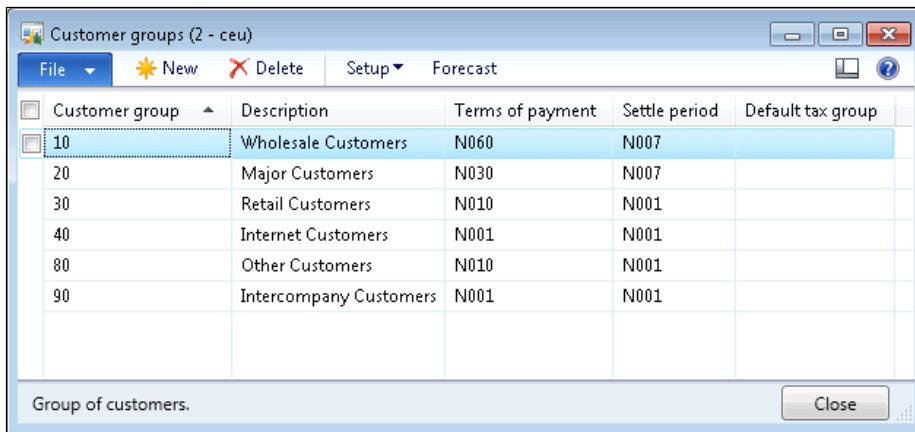 Customer groups (2 - ceu)
File New Delete Setup Forecast
Customer group Description Terms of payment Settle period Default tax group
10 Wholesale Customers N060 N007
20 Major Customers N030 N007
30 Retail Customers N010 N001
40 Internet Customers N001 N001
80 Other Customers N010 N001
90 Intercompany Customers N001 N001
Group of customers. Close